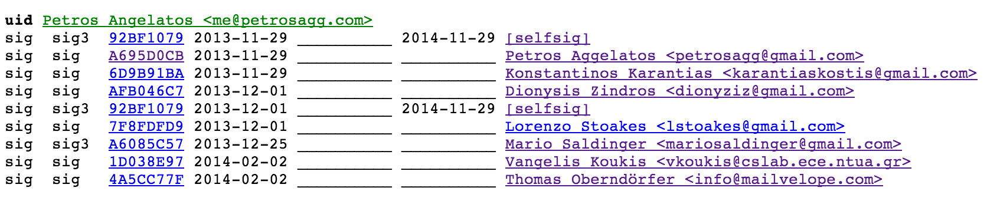 uid Petros Angelatos <me@petrosagg.com>
sig sig3 92BF1079 2013-11-29 __________ 2014-11-29 [selfsig]
sig sig A695D0CB 2013-11-29 __________ __________ Petros Aggelatos <petrosagg@gmail.com>
sig sig 6D9B91BA 2013-11-29 __________ __________ Konstantinos Karantias <karantiaskostis@gmail.com>
sig sig AFB046C7 2013-12-01 __________ __________ Dionysis Zindros <dionyziz@gmail.com>
sig sig3 92BF1079 2013-12-01 __________ 2014-11-29 [selfsig]
sig sig 7F8FDFD9 2013-12-01 __________ __________ Lorenzo Stoakes <lstoakes@gmail.com>
sig sig3 A6085C57 2013-12-25 __________ __________ Mario Saldinger <mariosaldinger@gmail.com>
sig sig 1D038E97 2014-02-02 __________ __________ Vangelis Koukis <vkoukis@cslab.ece.ntua.gr>
sig sig 4A5CC77F 2014-02-02 __________ __________ Thomas Oberndörfer <info@mailvelope.com>